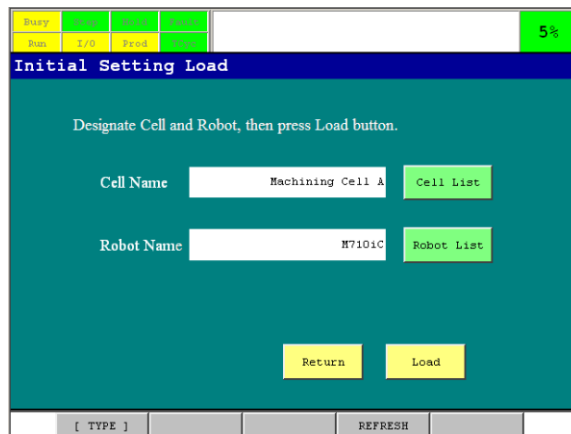 Busy Step Hold Fault
5%
Run I/O Prod TCyc
Initial Setting Load
Designate Cell and Robot, then press Load button.
Cell Name Machining Cell A Cell List
Robot Name M710iC Robot List
Return Load
[ TYPE ] REFRESH